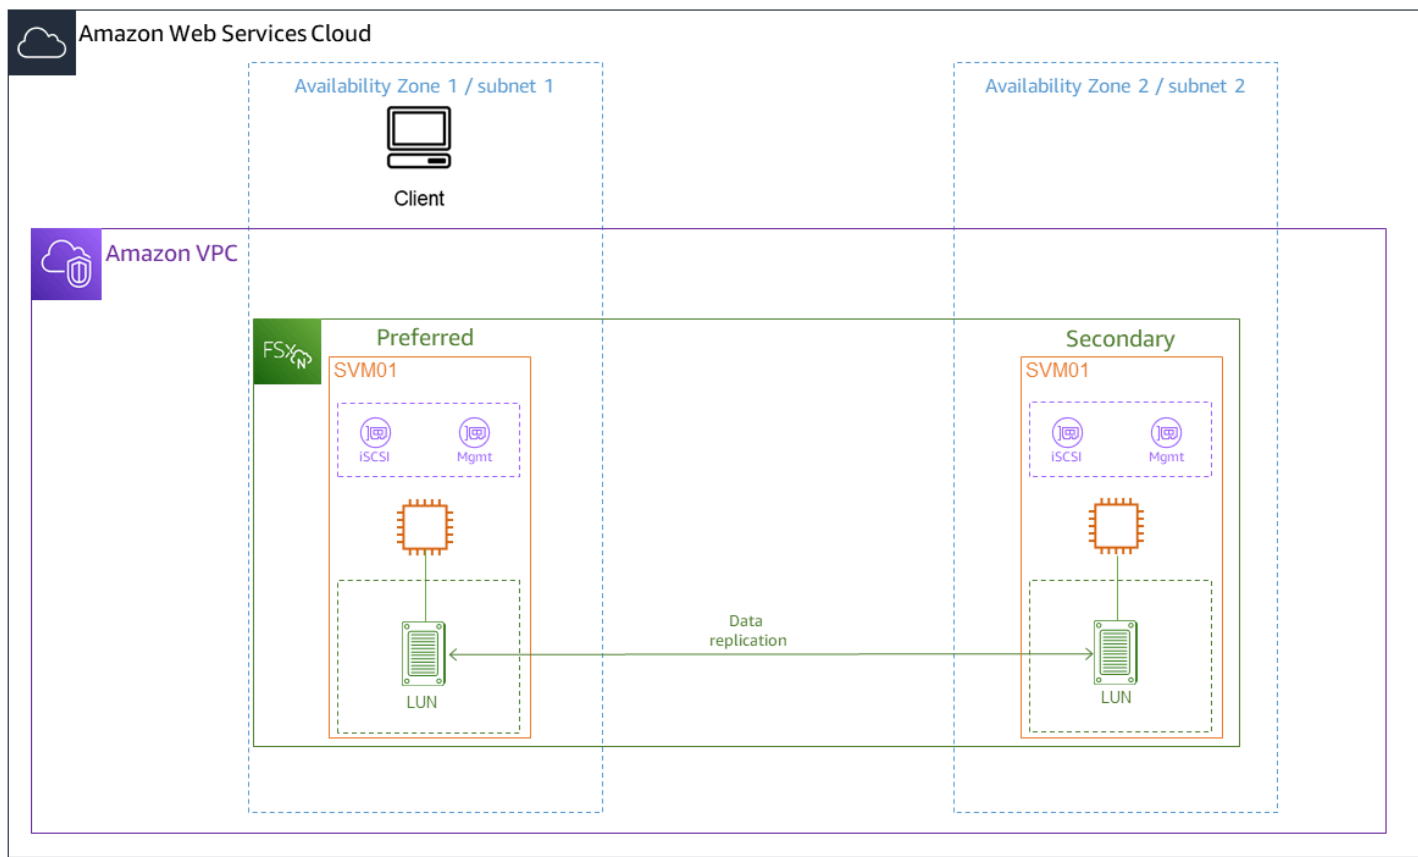 Amazon Web Services Cloud
Availability Zone 1 / subnet 1
Availability Zone 2 / subnet 2
Client
Amazon VPC
FSx
N
Preferred
Secondary
SVM01
SVM01
iSCSI
Mgmt
iSCSI
Mgmt
Data
replication
LUN
LUN